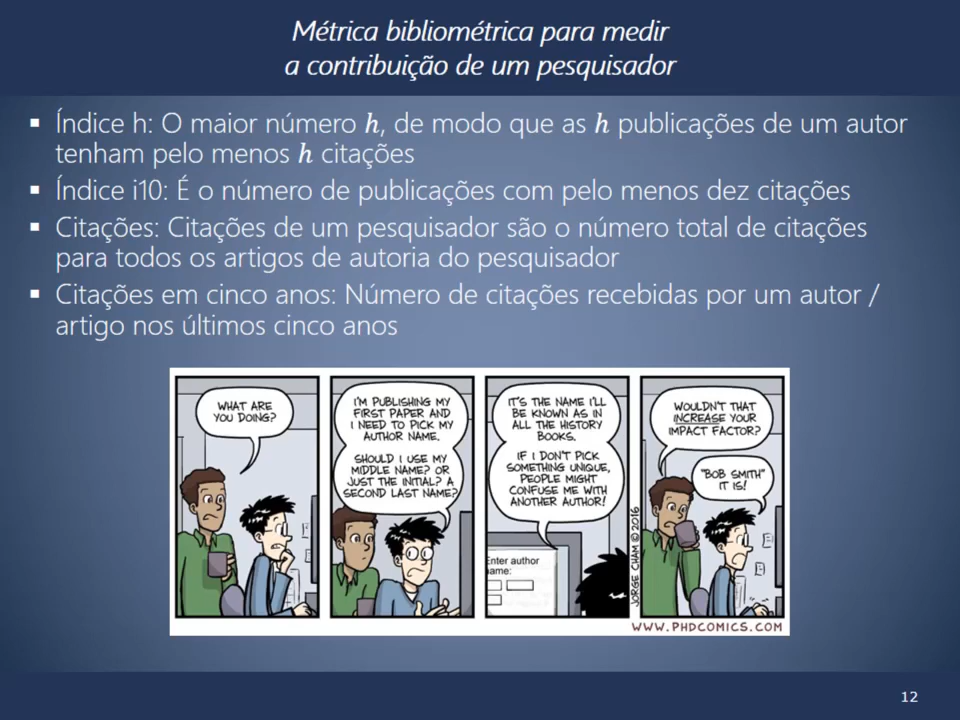 Métrica bibliométrica para medir
a contribuição de um pesquisador
▪ Índice h: O maior número h, de modo que as h publicações de um autor
tenham pelo menos h citações
▪ Índice i10: É o número de publicações com pelo menos dez citações
▪ Citações: Citações de um pesquisador são o número total de citações
para todos os artigos de autoria do pesquisador
▪ Citações em cinco anos: Número de citações recebidas por um autor /
artigo nos últimos cinco anos
WHAT ARE
YOU DOING?
I'M PUBLISHING MY
FIRST PAPER AND
I NEED TO PICK MY
AUTHOR NAME.
SHOULD I USE MY
MIDDLE NAME? OR
JUST THE INITIAL? A
SECOND LAST NAME?
IT'S THE NAME I'LL
BE KNOWN AS IN
ALL THE HISTORY
BOOKS.
IF I DON'T PICK
SOMETHING UNIQUE,
PEOPLE MIGHT
CONFUSE ME WITH
ANOTHER AUTHOR!
Enter author
ame:
WOULDN'T THAT
INCREASE YOUR
IMPACT FACTOR?
"BOB SMITH"
IT IS!
JORGE CHAM © 2016
WWW.PHDCOMICS.COM
12